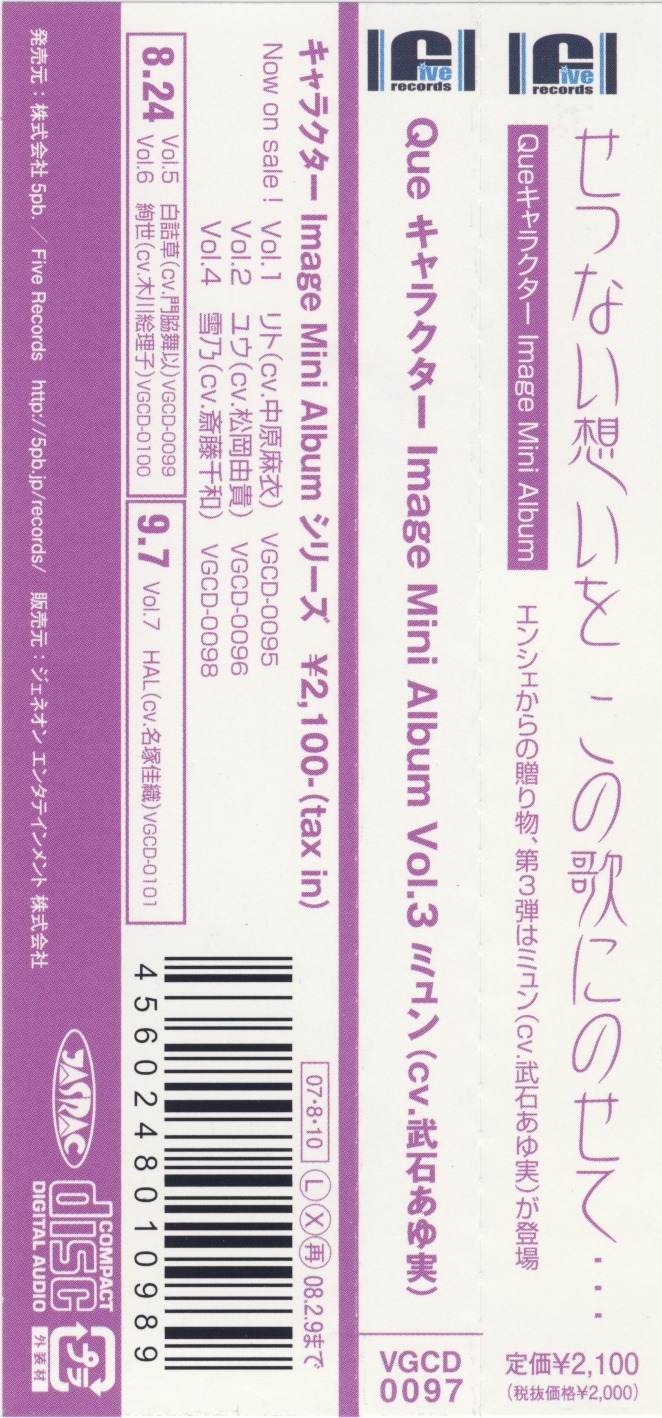 Five
records
せつない想いを この歌にのせて...
Queキャラクター Image Mini Album
エンシェからの贈り物、第3弾はミコン(cv.武石あゆ実)が登場
定価¥2,100
(税抜価格¥2,000)
Five
records
Que キャラクター Image Mini Album Vol.3 ミコン(cv.武石あゆ実)
VGCD
0097
キャラクター Image Mini Album シリーズ ¥2,100-(tax in)
Now on sale! Vol.1 リト(cv.中原麻衣) VGCD-0095
Vol.2 ユウ(cv.松岡由貴) VGCD-0096
Vol.4 雪乃(cv.斎藤千和) VGCD-0098
8.24 Vol.5 白詰草(cv.門脇舞以)VGCD-0099
Vol.6 絢世(cv.木川絵理子)VGCD-0100
9.7 Vol.7 HAL(cv.名塚佳織)VGCD-0101
07・8・10 Ⓛ Ⓧ 再 08.2.9まで
4560248010989
発売元:株式会社 5pb. / Five Records http://5pb.jp/records/ 販売元:ジェネオン エンタテインメント 株式会社
JASRAC
COMPACT
disc
DIGITAL AUDIO
プラ
外装材